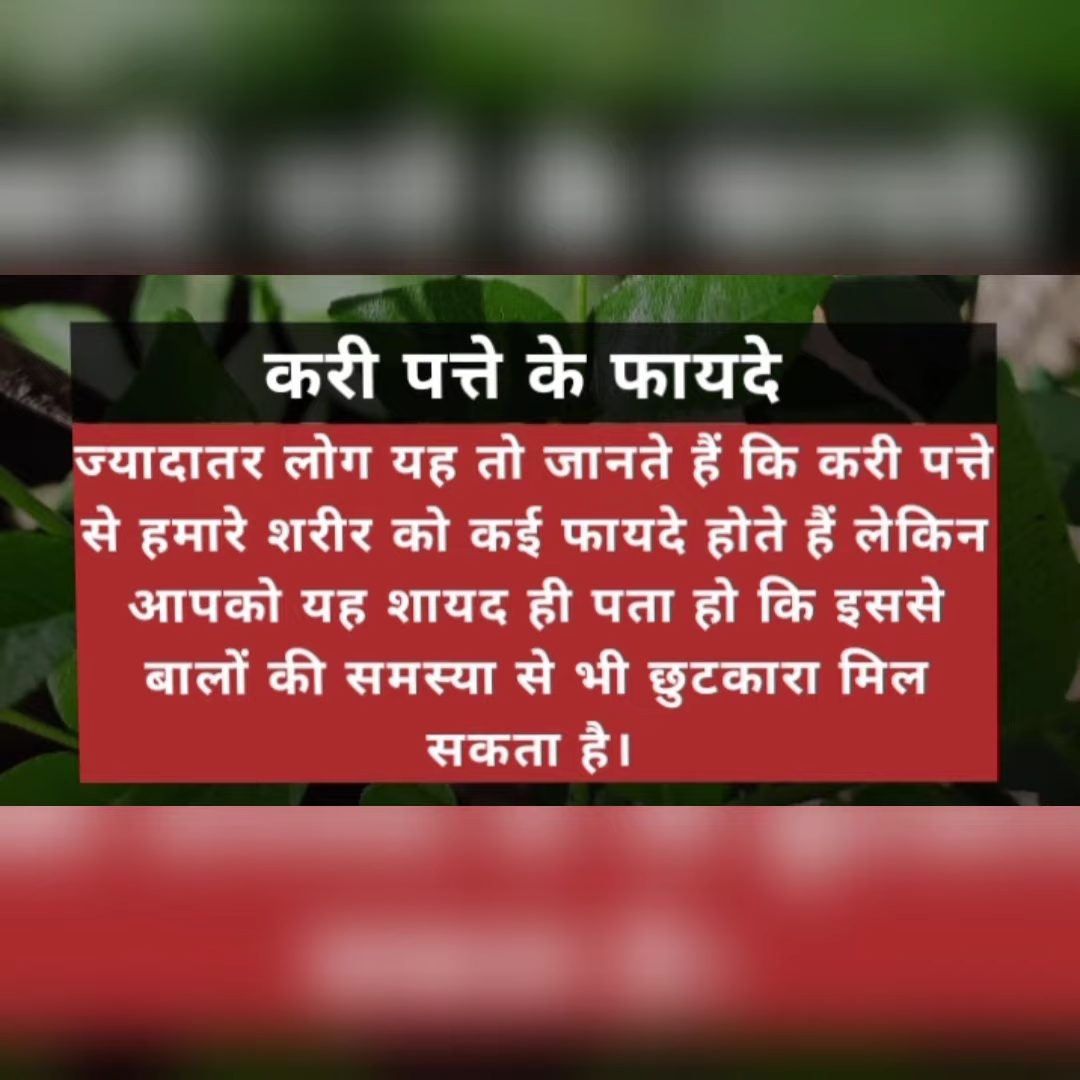 करी पत्ते के फायदे
ज्यादातर लोग यह तो जानते हैं कि करी पत्ते
से हमारे शरीर को कई फायदे होते हैं लेकिन
आपको यह शायद ही पता हो कि इससे
बालों की समस्या से भी छुटकारा मिल
सकता है।